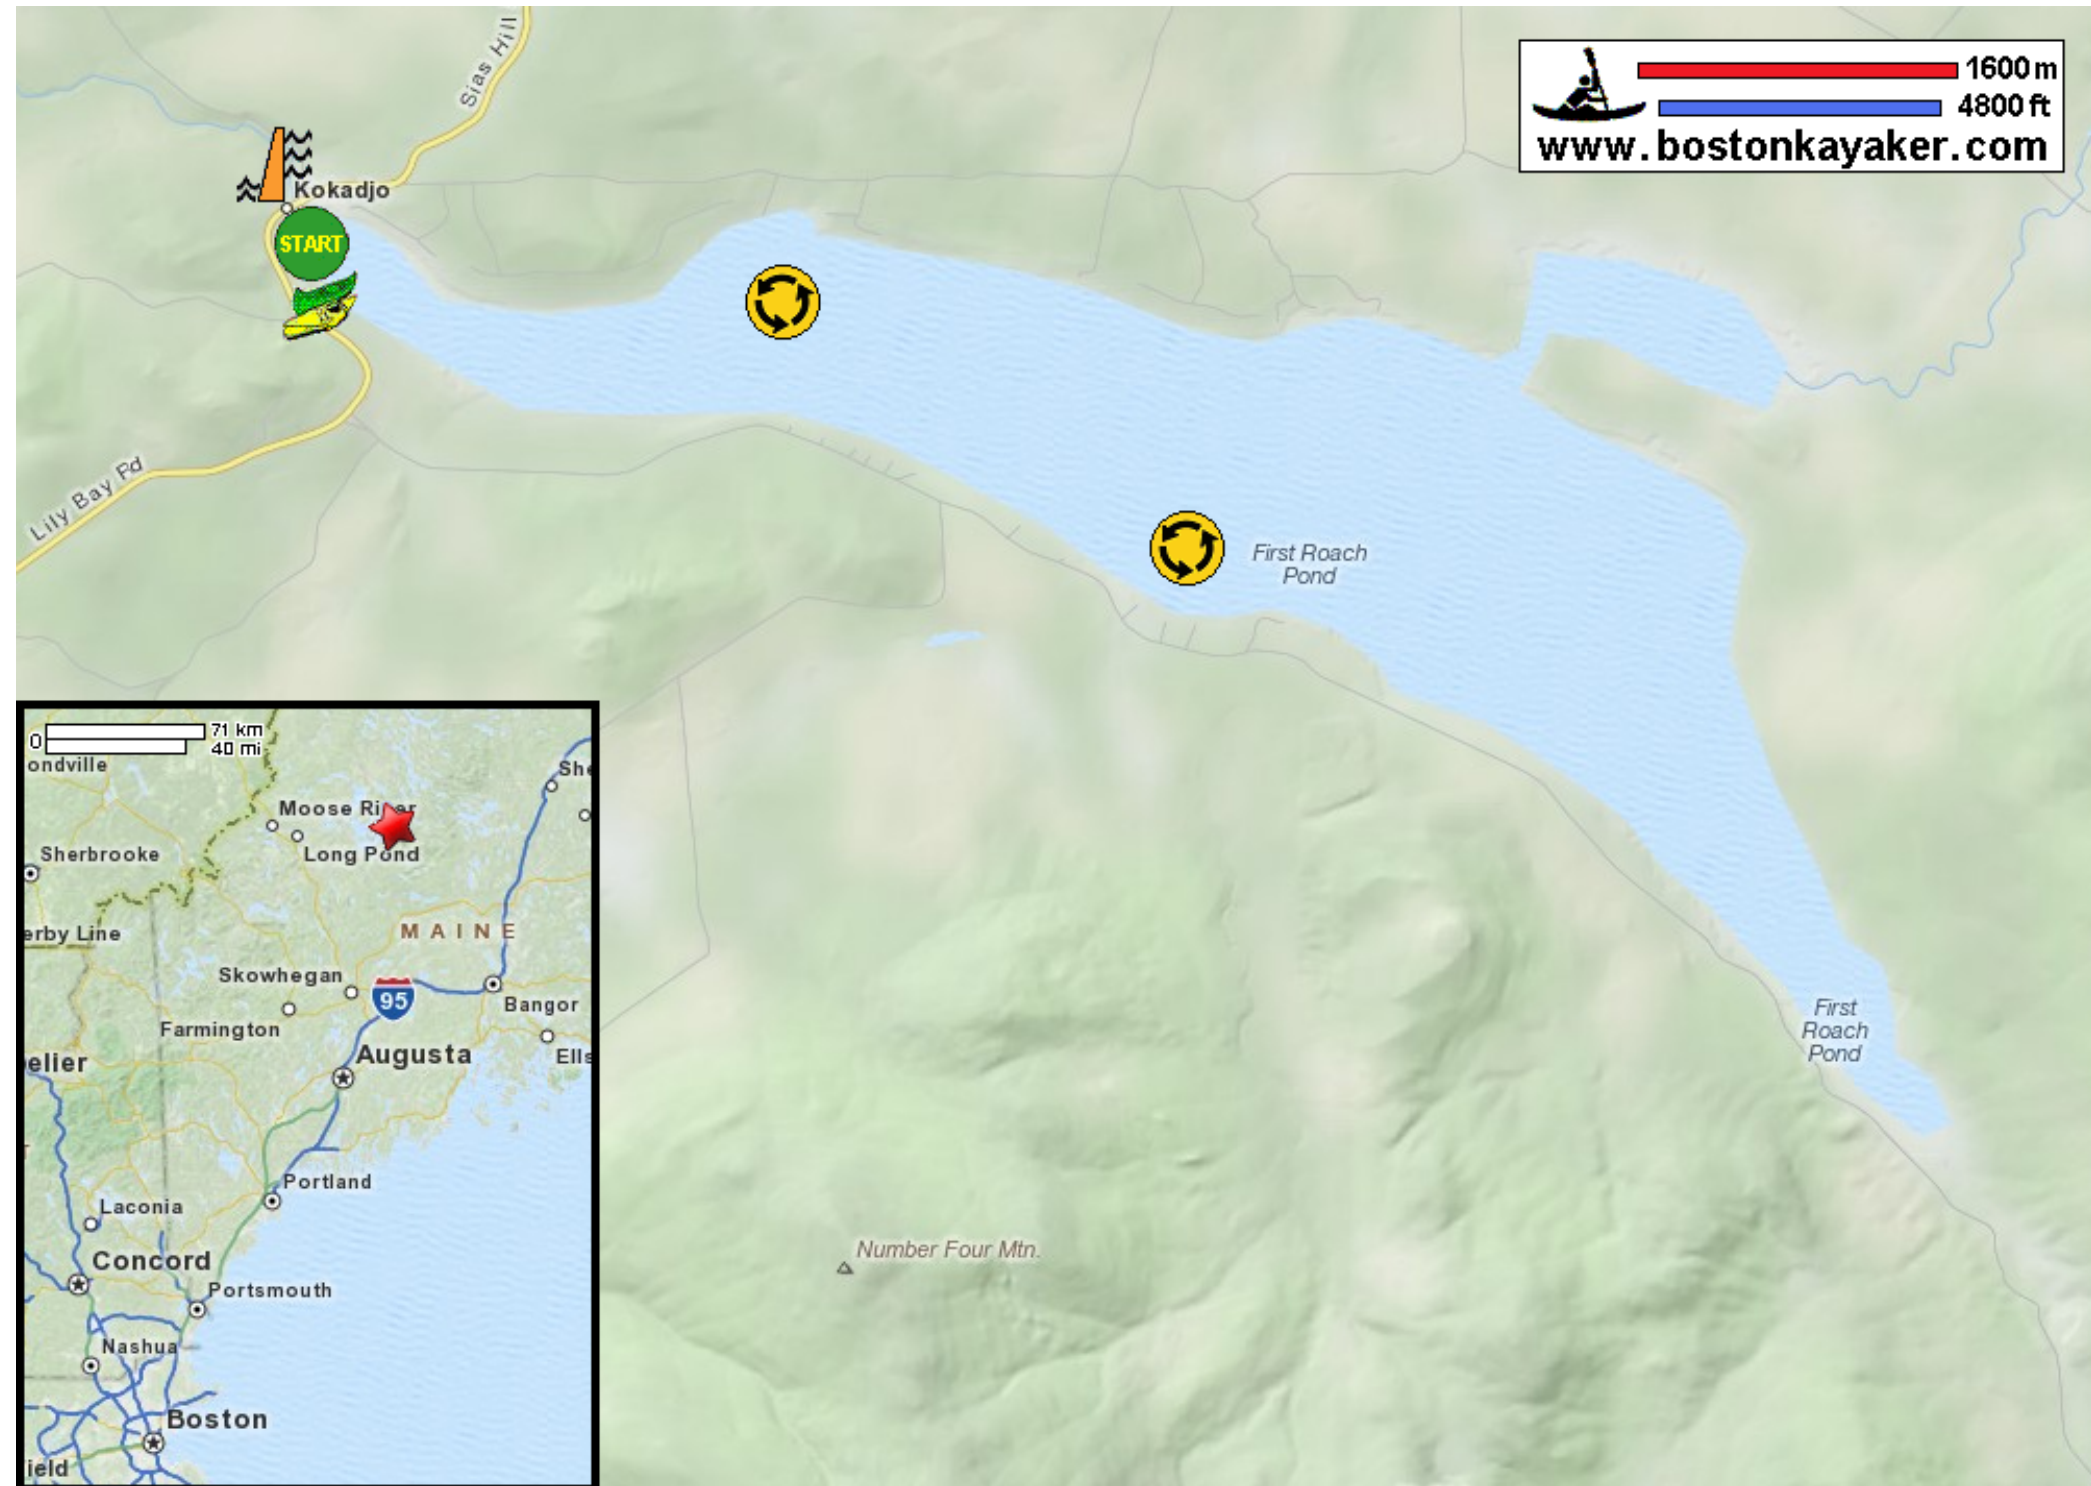 Sias Hill
1600 m
4800 ft
www.bostonkayaker.com
Kokadjo
START
Lily Bay Rd
First Roach
Pond
First
Roach
Pond
Number Four Mtn.
0
71 km
40 mi
ondville
She
Moose River
Long Pond
Sherbrooke
MAINE
erby Line
Skowhegan
95
Bangor
Farmington
Augusta
Ells
elier
Portland
Laconia
Concord
Portsmouth
Nashua
Boston
ield